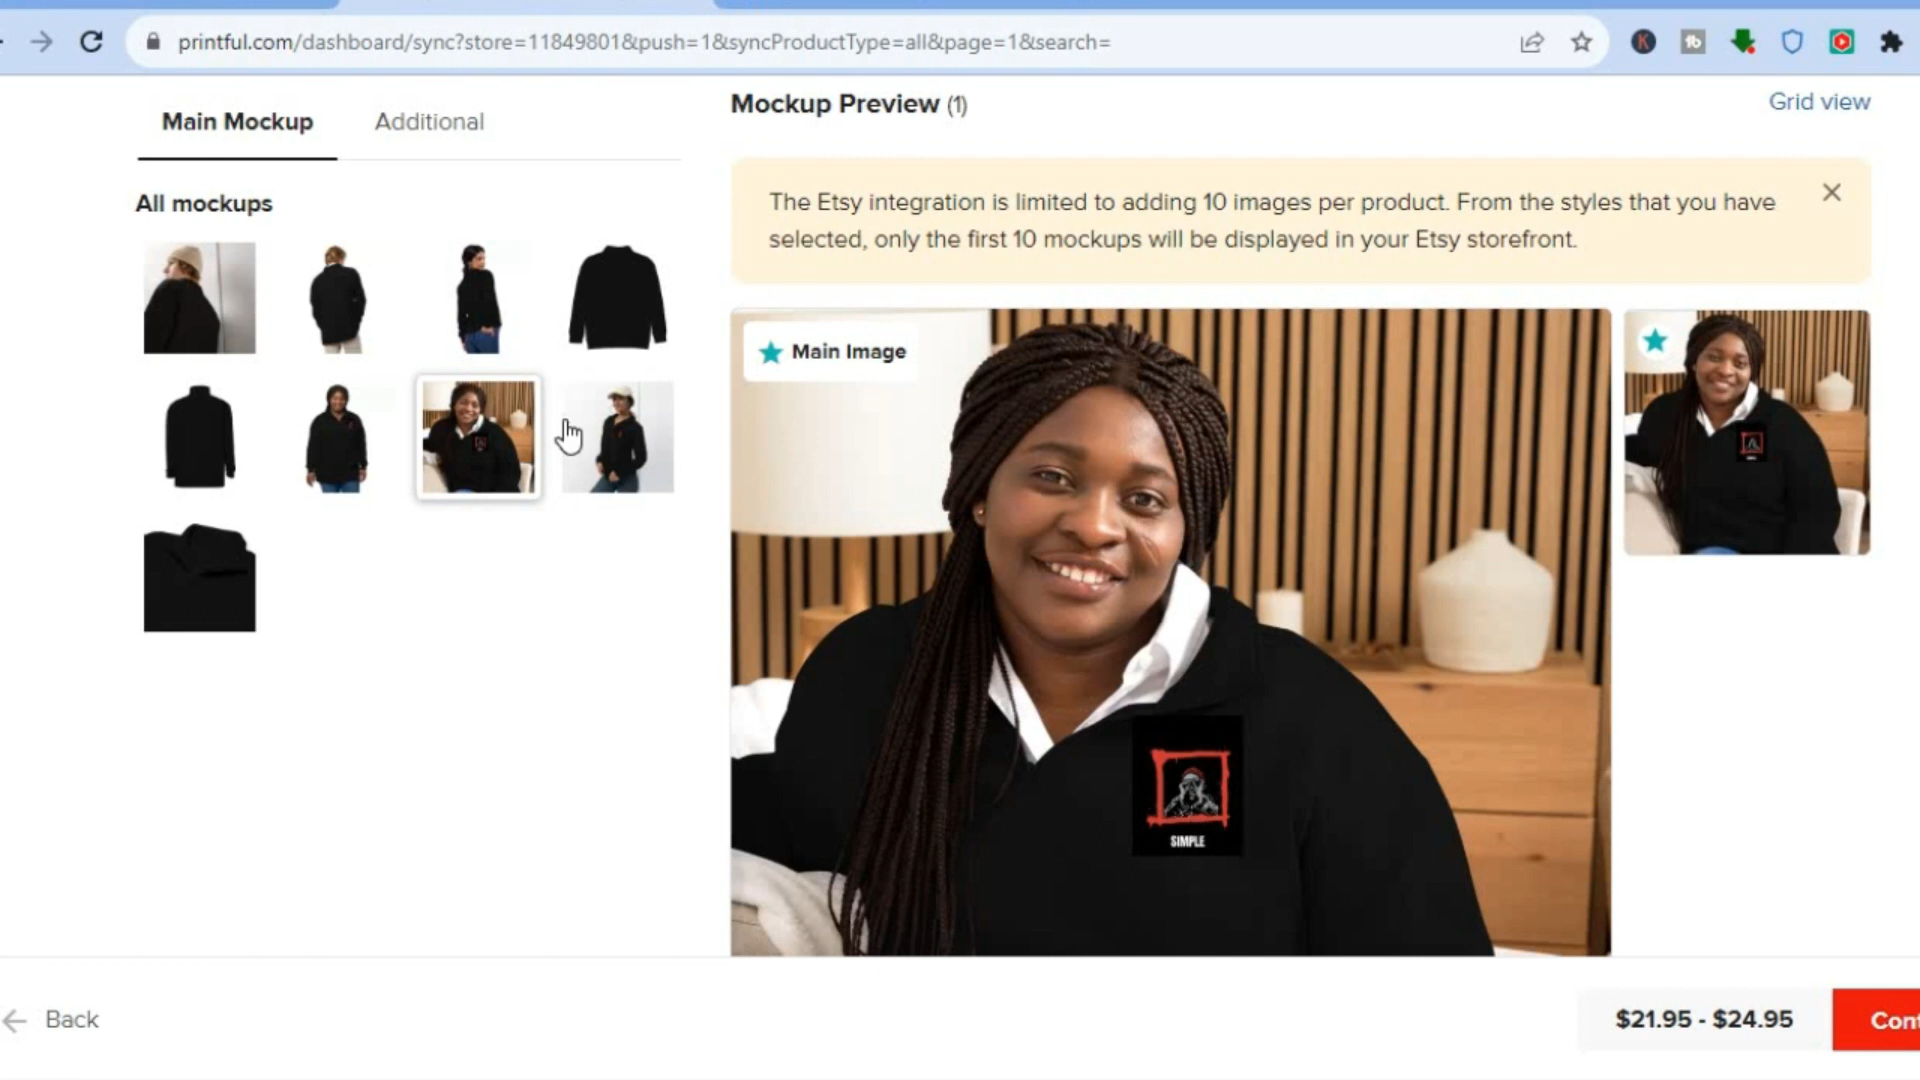 printful.com/dashboard/sync?store=11849801&push=1&syncProductType=all&page=1&search=
K
tb
Main Mockup
Additional
Mockup Preview (1)
Grid view
All mockups
The Etsy integration is limited to adding 10 images per product. From the styles that you have
selected, only the first 10 mockups will be displayed in your Etsy storefront.
Main Image
SIMPLE
Back
$21.95 - $24.95
Cont